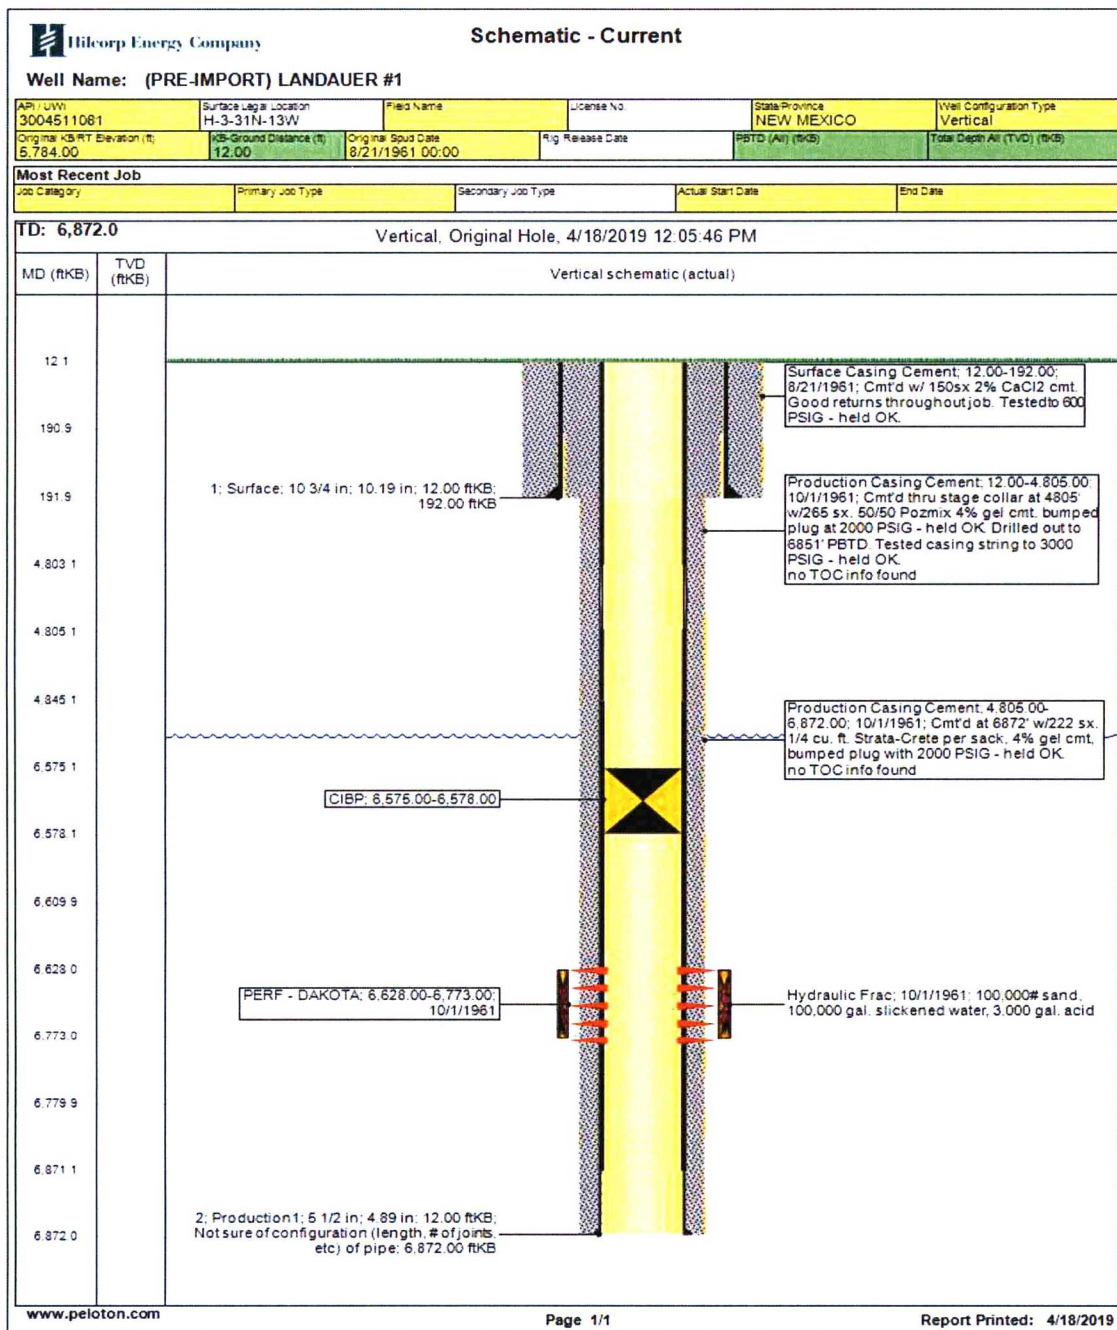 Hilcorp Energy Company
Schematic - Current
Well Name: (PRE-IMPORT) LANDAUER #1
API / UWI
3004511081
Surface Legal Location
H-3-31N-13W
Field Name
License No.
State/Province
NEW MEXICO
Well Configuration Type
Vertical
Original KB/RT Elevation (ft)
5,784.00
KB-Ground Distance (ft)
12.00
Original Spud Date
8/21/1961 00:00
Rig Release Date
PBTD (All) (ftKB)
Total Depth All (TVD) (ftKB)
Most Recent Job
Job Category
Primary Job Type
Secondary Job Type
Actual Start Date
End Date
TD: 6,872.0
Vertical, Original Hole, 4/18/2019 12:05:46 PM
MD (ftKB)
TVD
(ftKB)
Vertical schematic (actual)
12.1
Surface Casing Cement; 12.00-192.00;
8/21/1961; Cmt'd w/ 150sx 2% CaCl2 cmt.
Good returns throughout job. Testedto 600
PSIG - held OK.
190.9
1; Surface; 10 3/4 in; 10.19 in; 12.00 ftKB;
192.00 ftKB
191.9
Production Casing Cement; 12.00-4.805.00;
10/1/1961; Cmt'd thru stage collar at 4805'
w/265 sx. 50/50 Pozmix 4% gel cmt. bumped
plug at 2000 PSIG - held OK. Drilled out to
6851' PBTD. Tested casing string to 3000
PSIG - held OK.
no TOC info found
4.803.1
4.805.1
4.845.1
Production Casing Cement; 4.805.00-
6,872.00; 10/1/1961; Cmt'd at 6872' w/222 sx.
1/4 cu. ft. Strata-Crete per sack, 4% gel cmt,
bumped plug with 2000 PSIG - held OK.
no TOC info found
6.575.1
CIBP; 6,575.00-6,578.00
6.578.1
6.609.9
6.628.0
PERF - DAKOTA; 6,628.00-6,773.00;
10/1/1961
Hydraulic Frac; 10/1/1961; 100,000# sand,
100,000 gal. slickened water, 3,000 gal. acid
6.773.0
6.779.9
6.871.1
2; Production1; 5 1/2 in; 4.89 in; 12.00 ftKB;
Not sure of configuration (length, # of joints,
etc) of pipe; 6,872.00 ftKB
6.872.0
www.peloton.com
Page 1/1
Report Printed: 4/18/2019